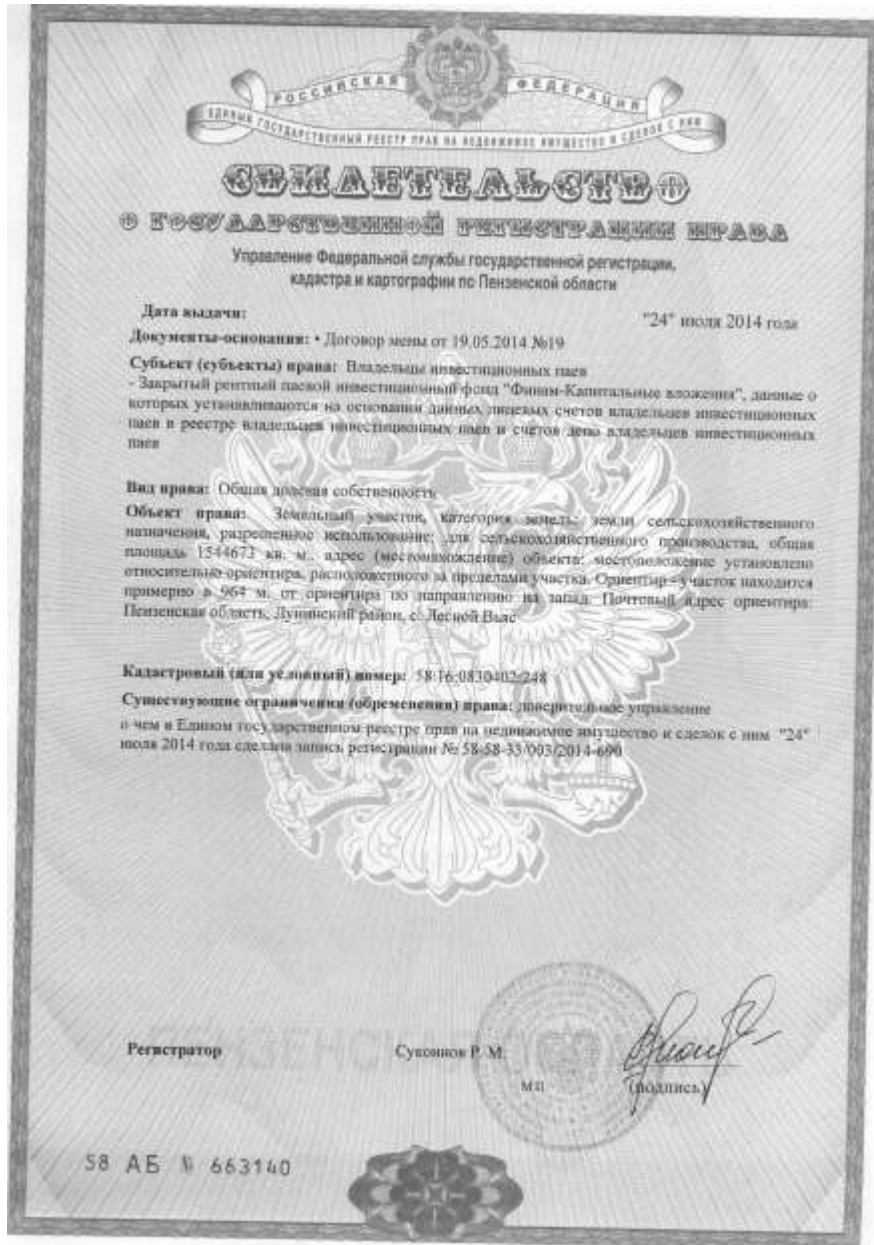 РОССИЙСКАЯ ФЕДЕРАЦИЯ
ЕДИНЫЙ ГОСУДАРСТВЕННЫЙ РЕЕСТР ПРАВ НА НЕДВИЖИМОЕ ИМУЩЕСТВО И СДЕЛОК С НИМ
СВИДЕТЕЛЬСТВО
О ГОСУДАРСТВЕННОЙ РЕГИСТРАЦИИ ПРАВА
Управление Федеральной службы государственной регистрации,
кадастра и картографии по Пензенской области
Дата выдачи: "24" июля 2014 года
Документы-основания: • Договор мены от 19.05.2014 №19
Субъект (субъекты) права: Владельцы инвестиционных паев
- Закрытый рентный паевой инвестиционный фонд "Финам-Капитальные вложения", данные о
которых устанавливаются на основании данных лицевых счетов владельцев инвестиционных
паев в реестре владельцев инвестиционных паев и счетов депо владельцев инвестиционных
паев
Вид права: Общая долевая собственность
Объект права: Земельный участок, категория земель: земли сельскохозяйственного
назначения, разрешенное использование: для сельскохозяйственного производства, общая
площадь 1544673 кв. м., адрес (местонахождение) объекта: местоположение установлено
относительно ориентира, расположенного за пределами участка. Ориентир - участок находится
примерно в 964 м. от ориентира по направлению на запад. Почтовый адрес ориентира:
Пензенская область, Лунинский район, с. Лесной Вьяс
Кадастровый (или условный) номер: 58:16:0830402:248
Существующие ограничения (обременения) права: доверительное управление
о чем в Едином государственном реестре прав на недвижимое имущество и сделок с ним "24"
июля 2014 года сделана запись регистрации № 58-58-33/003/2014-690
Регистратор Суконнов Р. М.
М.П. (подпись)
58 АБ № 663140